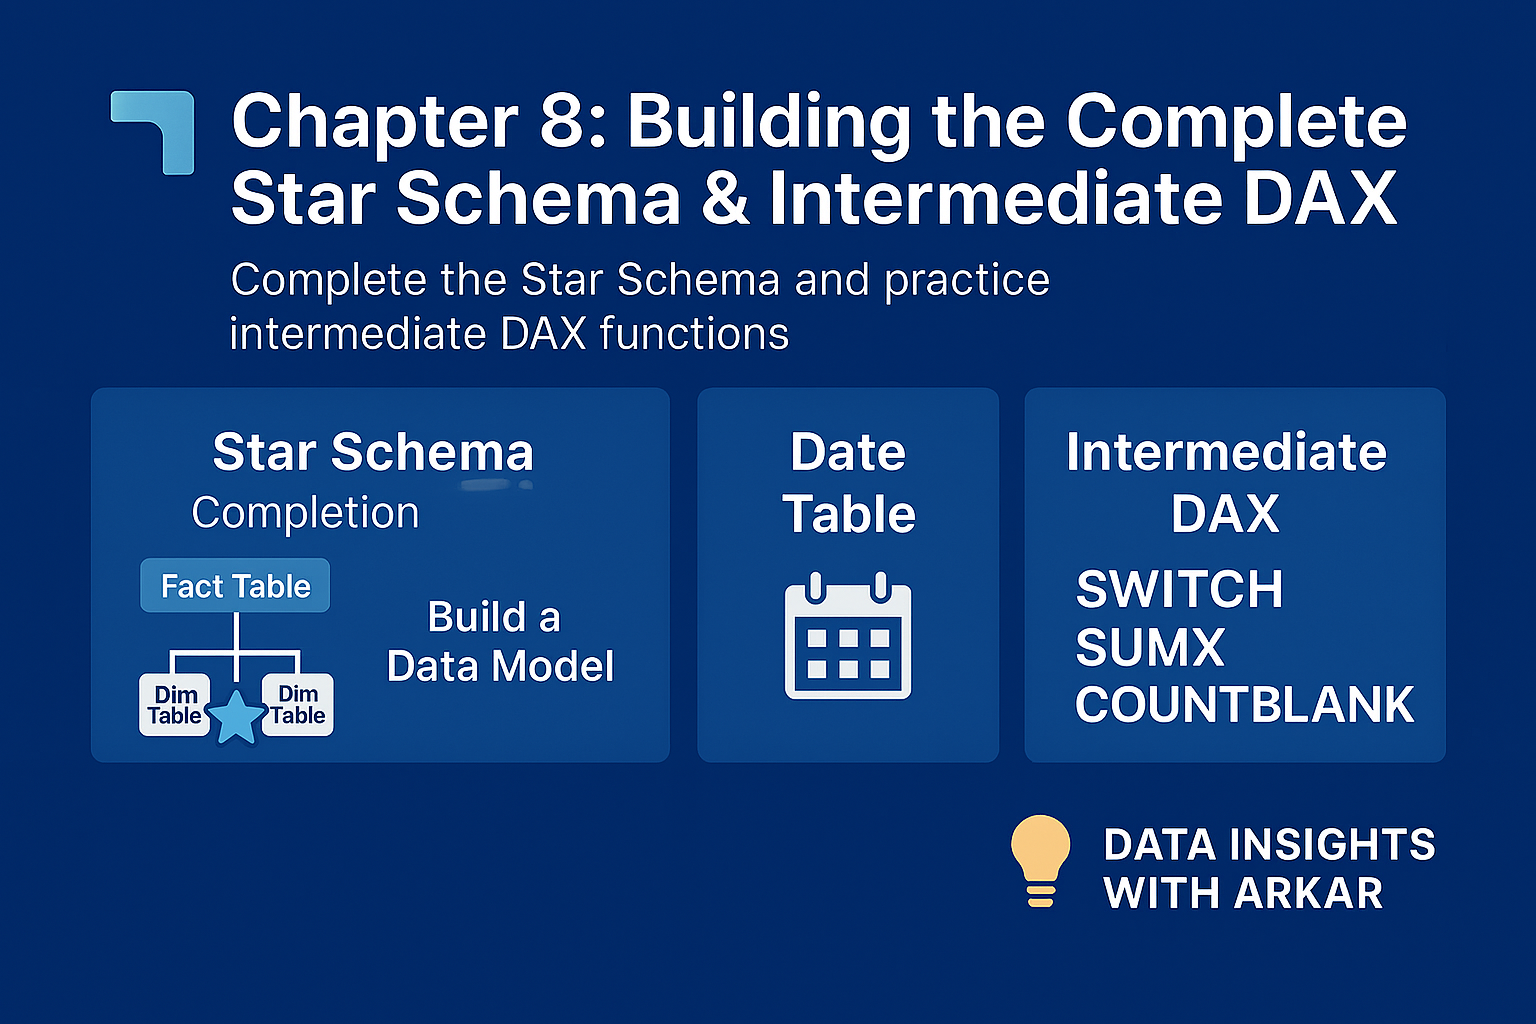 Chapter 8: Building the Complete
Star Schema & Intermediate DAX
Complete the Star Schema and practice
intermediate DAX functions
Star Schema
Completion
Fact Table
Dim
Table
Dim
Table
Build a
Data Model
Date
Table
Intermediate
DAX
SWITCH
SUMX
COUNTBLANK
DATA INSIGHTS
WITH ARKAR